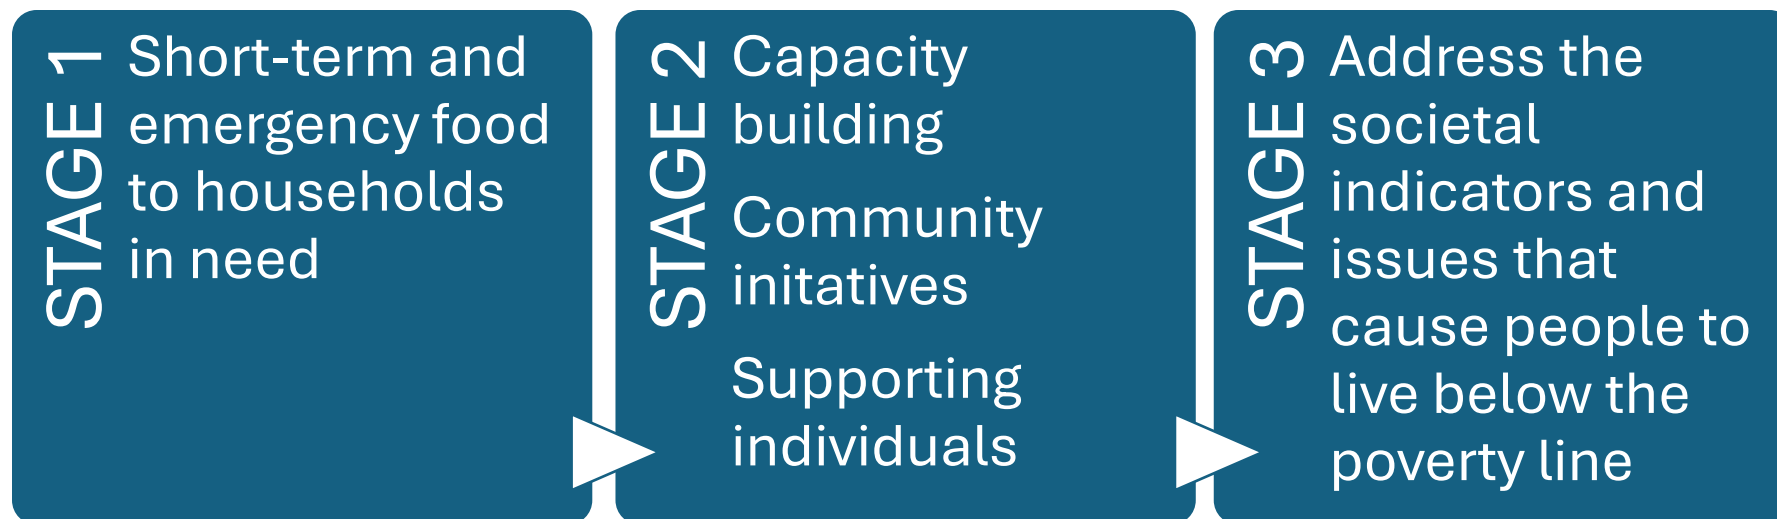 STAGE 1
Short-term and
emergency food
to households
in need
STAGE 2
Capacity
building
Community
initatives
Supporting
individuals
STAGE 3
Address the
societal
indicators and
issues that
cause people to
live below the
poverty line